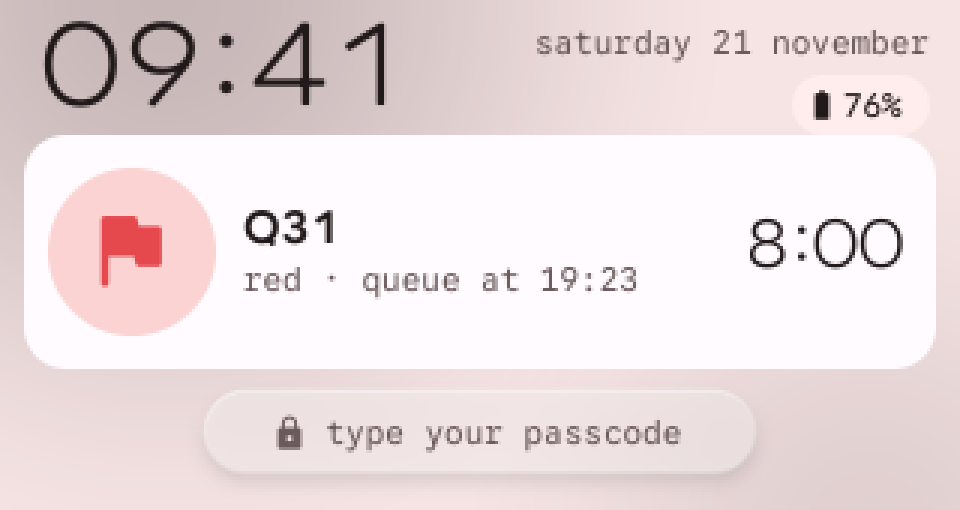 09:41
saturday 21 november
76%
Q31
red · queue at 19:23
8:00
type your passcode